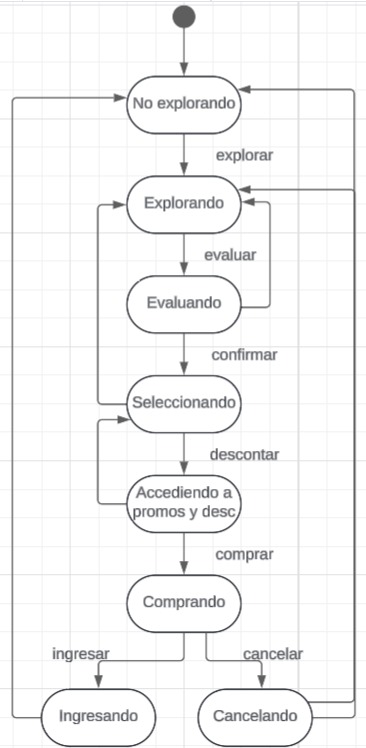 No explorando
explorar
Explorando
evaluar
Evaluando
confirmar
Seleccionando
descontar
Accediendo a
promos y desc
comprar
Comprando
ingresar
cancelar
Ingresando
Cancelando